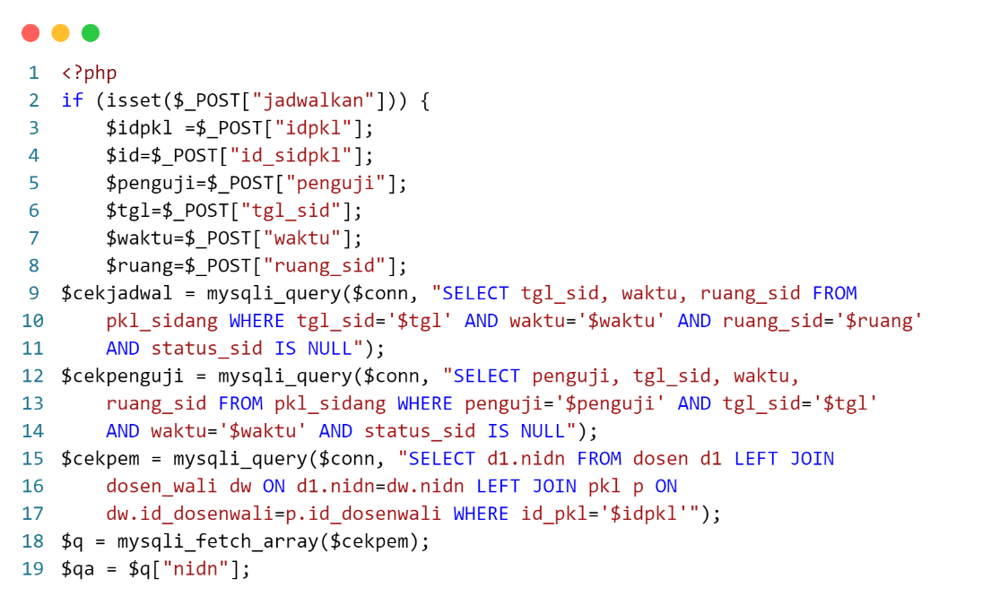 1 <?php
2 if (isset($_POST["jadwalkan"])) {
3     $idpkl =$_POST["idpkl"];
4     $id=$_POST["id_sidpkl"];
5     $penguji=$_POST["penguji"];
6     $tgl=$_POST["tgl_sid"];
7     $waktu=$_POST["waktu"];
8     $ruang=$_POST["ruang_sid"];
9 $cekjadwal = mysqli_query($conn, "SELECT tgl_sid, waktu, ruang_sid FROM
10     pkl_sidang WHERE tgl_sid='$tgl' AND waktu='$waktu' AND ruang_sid='$ruang'
11     AND status_sid IS NULL");
12 $cekpenguji = mysqli_query($conn, "SELECT penguji, tgl_sid, waktu,
13     ruang_sid FROM pkl_sidang WHERE penguji='$penguji' AND tgl_sid='$tgl'
14     AND waktu='$waktu' AND status_sid IS NULL");
15 $cekpem = mysqli_query($conn, "SELECT d1.nidn FROM dosen d1 LEFT JOIN
16     dosen_wali dw ON d1.nidn=dw.nidn LEFT JOIN pkl p ON
17     dw.id_dosenwali=p.id_dosenwali WHERE id_pkl='$idpkl'");
18 $q = mysqli_fetch_array($cekpem);
19 $qa = $q["nidn"];